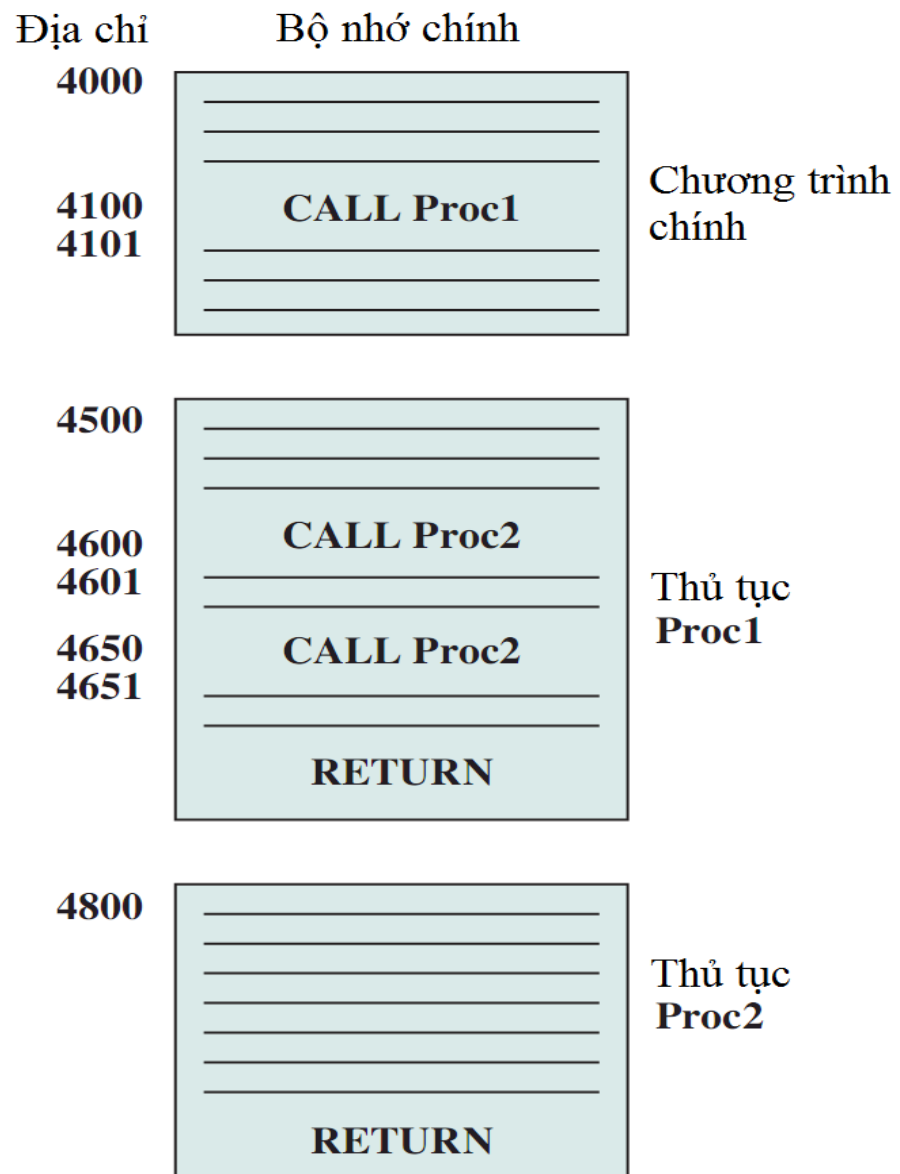 Địa chỉ Bộ nhớ chính
4000
4100 CALL Proc1
4101
Chương trình
chính
4500
4600 CALL Proc2
4601
4650 CALL Proc2
4651
RETURN
Thủ tục
Proc1
4800
Thủ tục
Proc2
RETURN